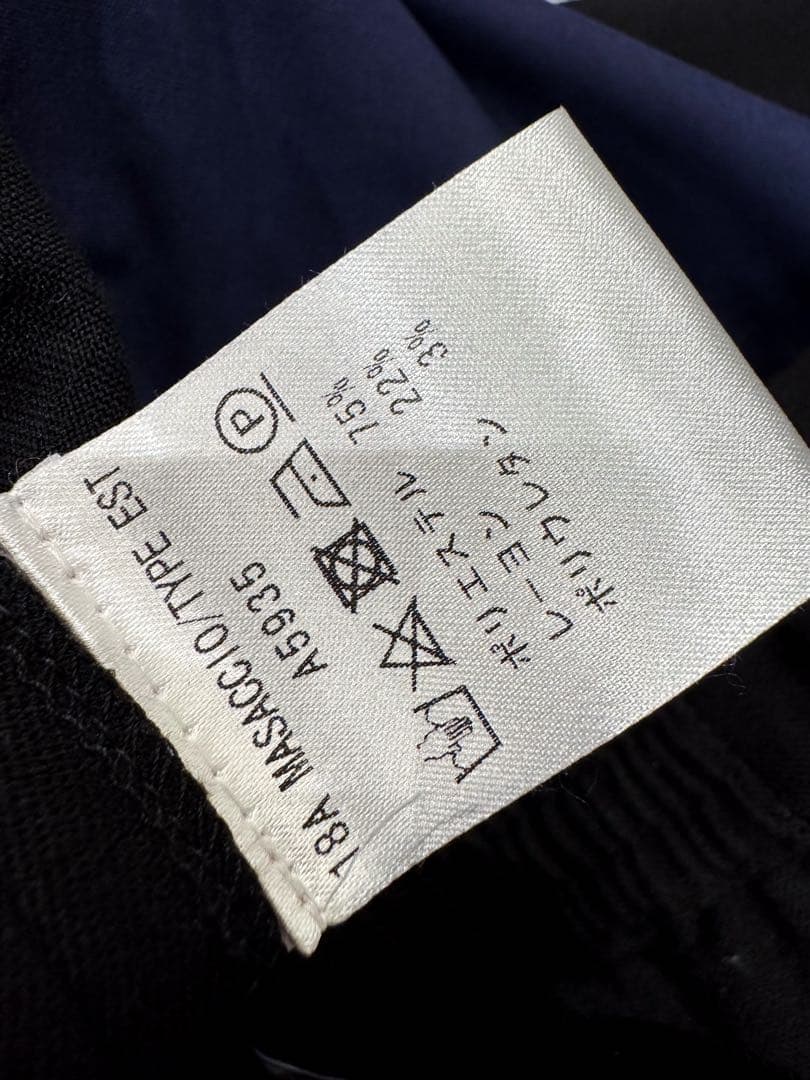 18A MASACCIO/TYPE EST
A5935
P
ポリエステル 75%
レーヨン 22%
ポリウレタン 3%